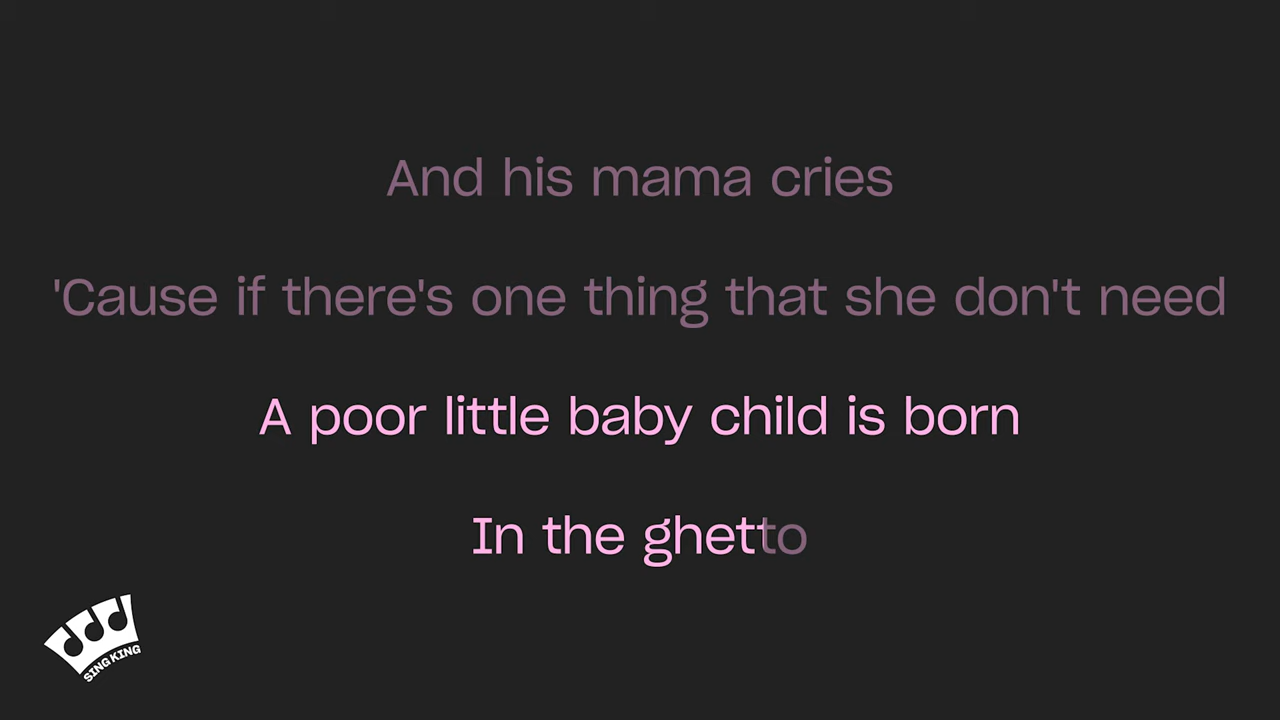 And his mama cries
'Cause if there's one thing that she don't need
A poor little baby child is born
In the ghetto
SING KING